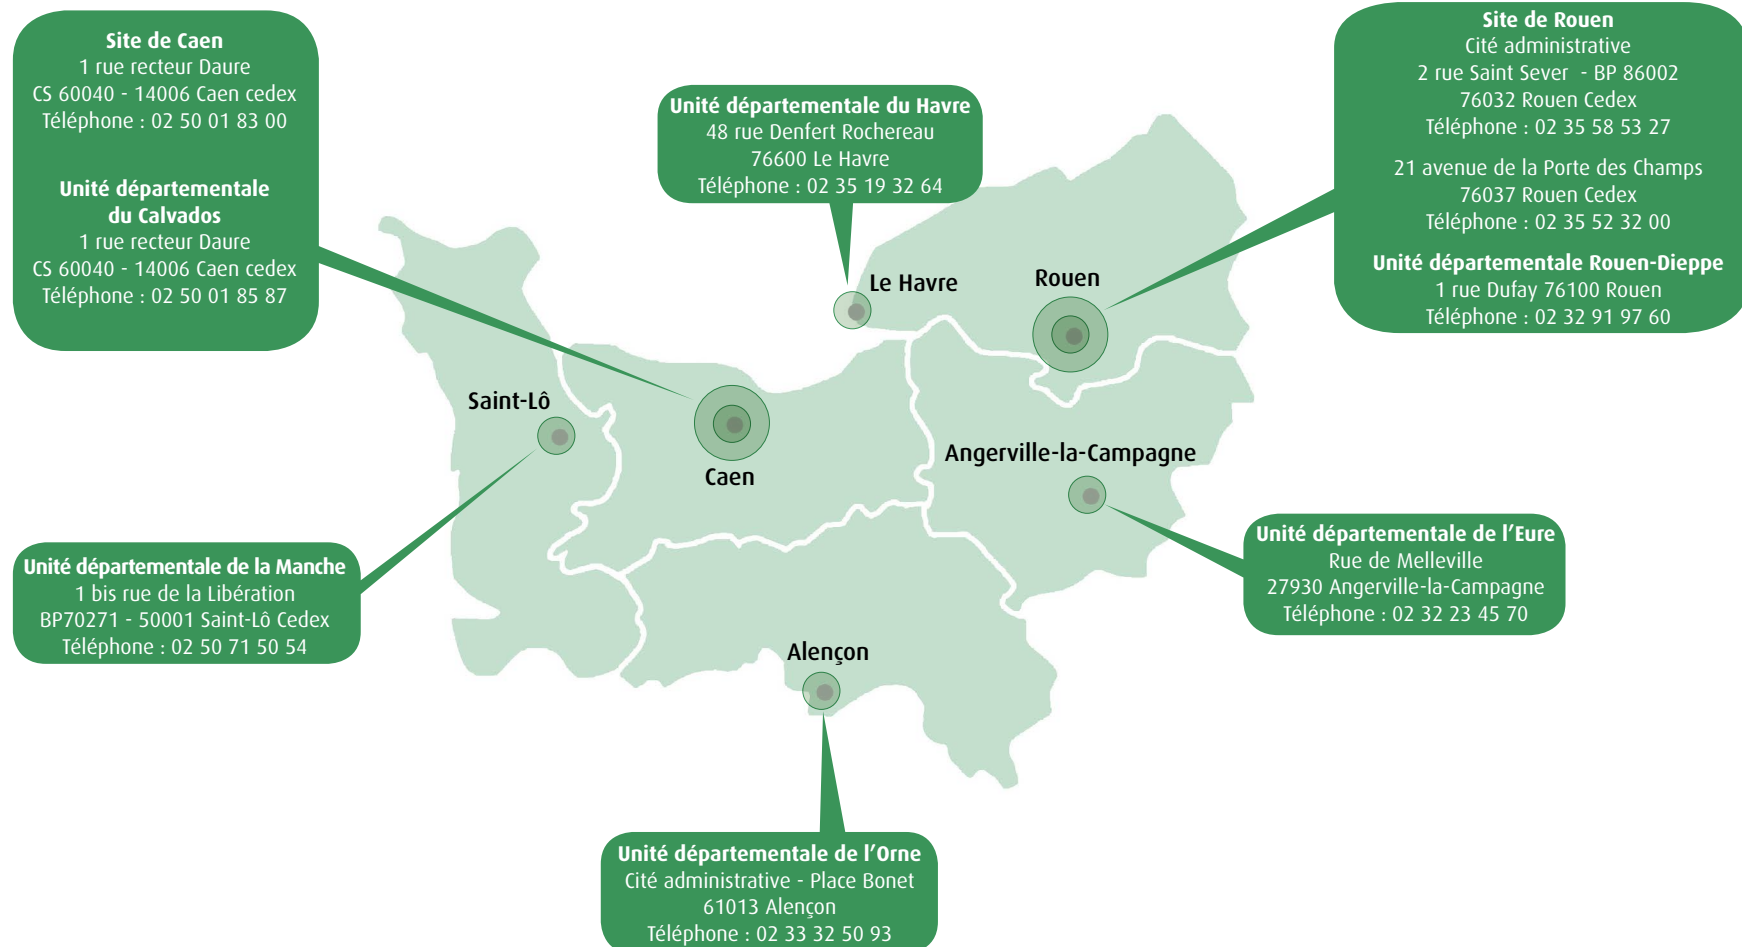 Site de Caen
1 rue recteur Daure
CS 60040 - 14006 Caen cedex
Téléphone : 02 50 01 83 00
Unité départementale
du Calvados
1 rue recteur Daure
CS 60040 - 14006 Caen cedex
Téléphone : 02 50 01 85 87
Unité départementale du Havre
48 rue Denfert Rochereau
76600 Le Havre
Téléphone : 02 35 19 32 64
Site de Rouen
Cité administrative
2 rue Saint Sever - BP 86002
76032 Rouen Cedex
Téléphone : 02 35 58 53 27
21 avenue de la Porte des Champs
76037 Rouen Cedex
Téléphone : 02 35 52 32 00
Unité départementale Rouen-Dieppe
1 rue Dufay 76100 Rouen
Téléphone : 02 32 91 97 60
Le Havre
Rouen
Saint-Lô
Caen
Angerville-la-Campagne
Alençon
Unité départementale de la Manche
1 bis rue de la Libération
BP70271 - 50001 Saint-Lô Cedex
Téléphone : 02 50 71 50 54
Unité départementale de l'Eure
Rue de Melleville
27930 Angerville-la-Campagne
Téléphone : 02 32 23 45 70
Unité départementale de l'Orne
Cité administrative - Place Bonet
61013 Alençon
Téléphone : 02 33 32 50 93